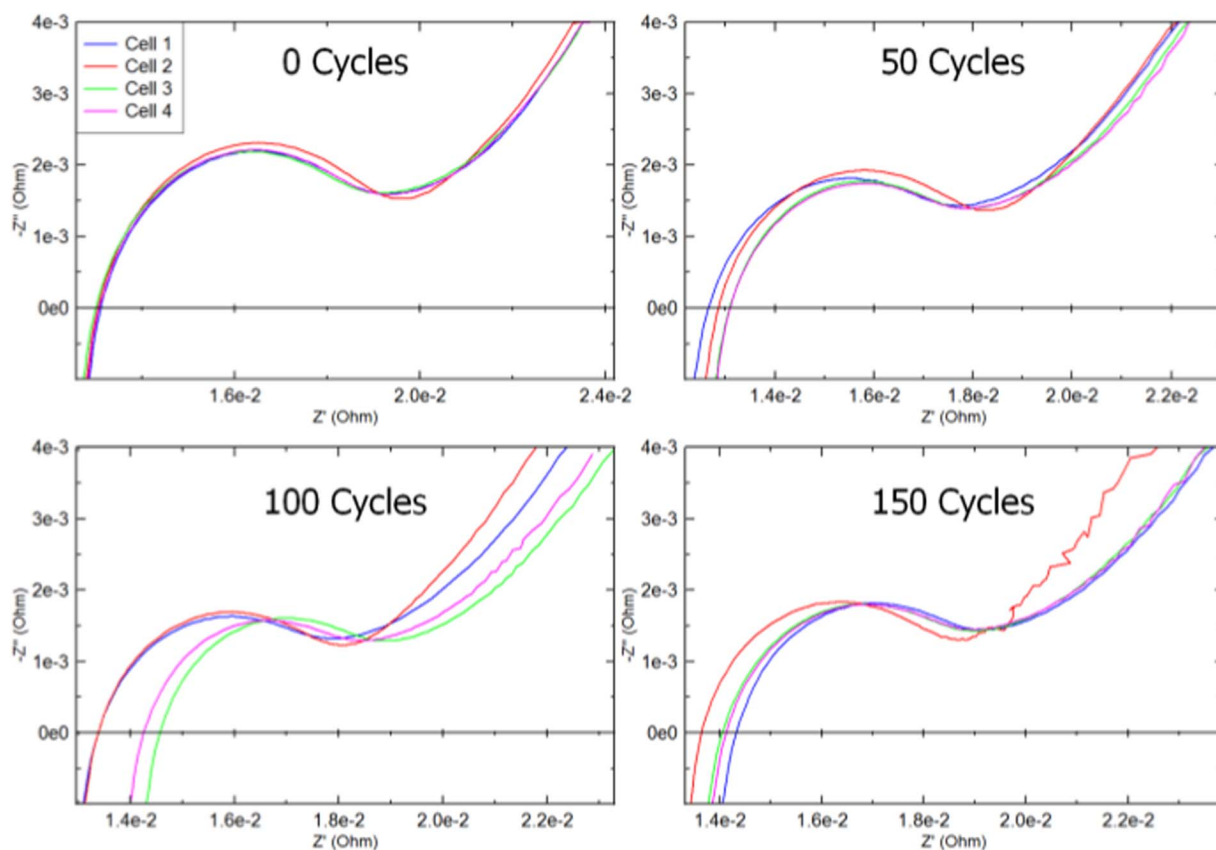 0 Cycles
Cell 1
Cell 2
Cell 3
Cell 4
4e-3
3e-3
2e-3
1e-3
0e0
-Z'' (Ohm)
1.6e-2 2.0e-2 2.4e-2
Z' (Ohm)
50 Cycles
4e-3
3e-3
2e-3
1e-3
0e0
-Z'' (Ohm)
1.4e-2 1.6e-2 1.8e-2 2.0e-2 2.2e-2
Z' (Ohm)
100 Cycles
4e-3
3e-3
2e-3
1e-3
0e0
-Z'' (Ohm)
1.4e-2 1.6e-2 1.8e-2 2.0e-2 2.2e-2
Z' (Ohm)
150 Cycles
4e-3
3e-3
2e-3
1e-3
0e0
-Z'' (Ohm)
1.4e-2 1.6e-2 1.8e-2 2.0e-2 2.2e-2
Z' (Ohm)